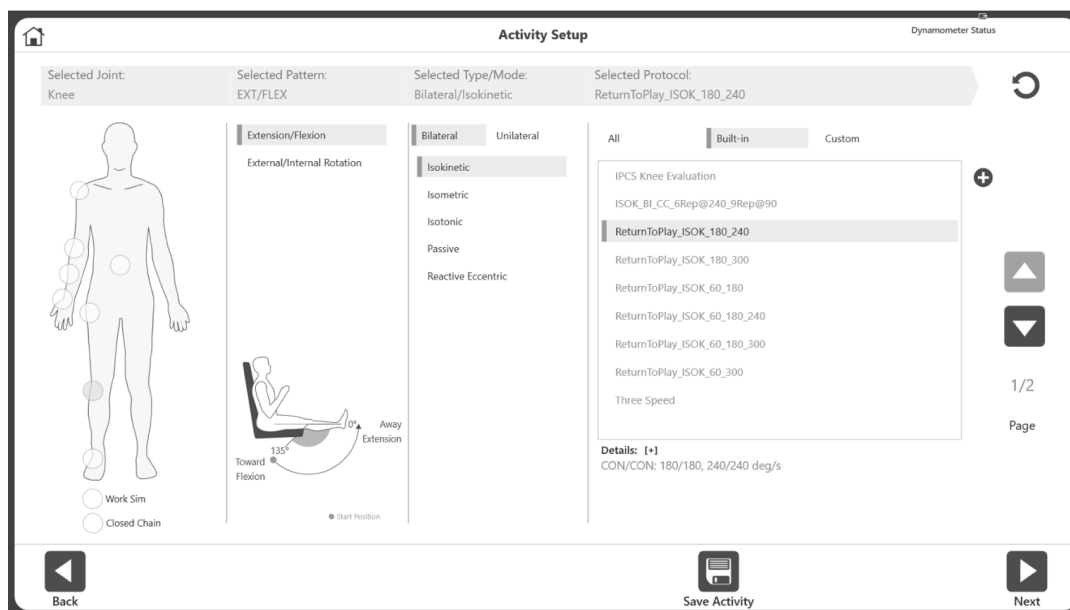 Activity Setup
Dynamometer Status
Selected Joint:
Knee
Selected Pattern:
EXT/FLEX
Selected Type/Mode:
Bilateral/Isokinetic
Selected Protocol:
ReturnToPlay_ISOK_180_240
Extension/Flexion
External/Internal Rotation
Bilateral
Unilateral
Isokinetic
Isometric
Isotonic
Passive
Reactive Eccentric
All
Built-in
Custom
IPCS Knee Evaluation
ISOK_BI_CC_6Rep@240_9Rep@90
ReturnToPlay_ISOK_180_240
ReturnToPlay_ISOK_180_300
ReturnToPlay_ISOK_60_180
ReturnToPlay_ISOK_60_180_240
ReturnToPlay_ISOK_60_180_300
ReturnToPlay_ISOK_60_300
Three Speed
1/2
Page
0°
Away
Extension
135°
Toward
Flexion
Start Position
Details: [+]
CON/CON: 180/180, 240/240 deg/s
Work Sim
Closed Chain
Back
Save Activity
Next